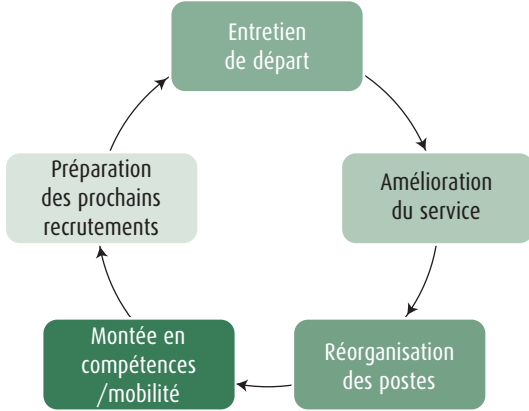 Entretien
de départ
Amélioration
du service
Réorganisation
des postes
Montée en
compétences
/mobilité
Préparation
des prochains
recrutements